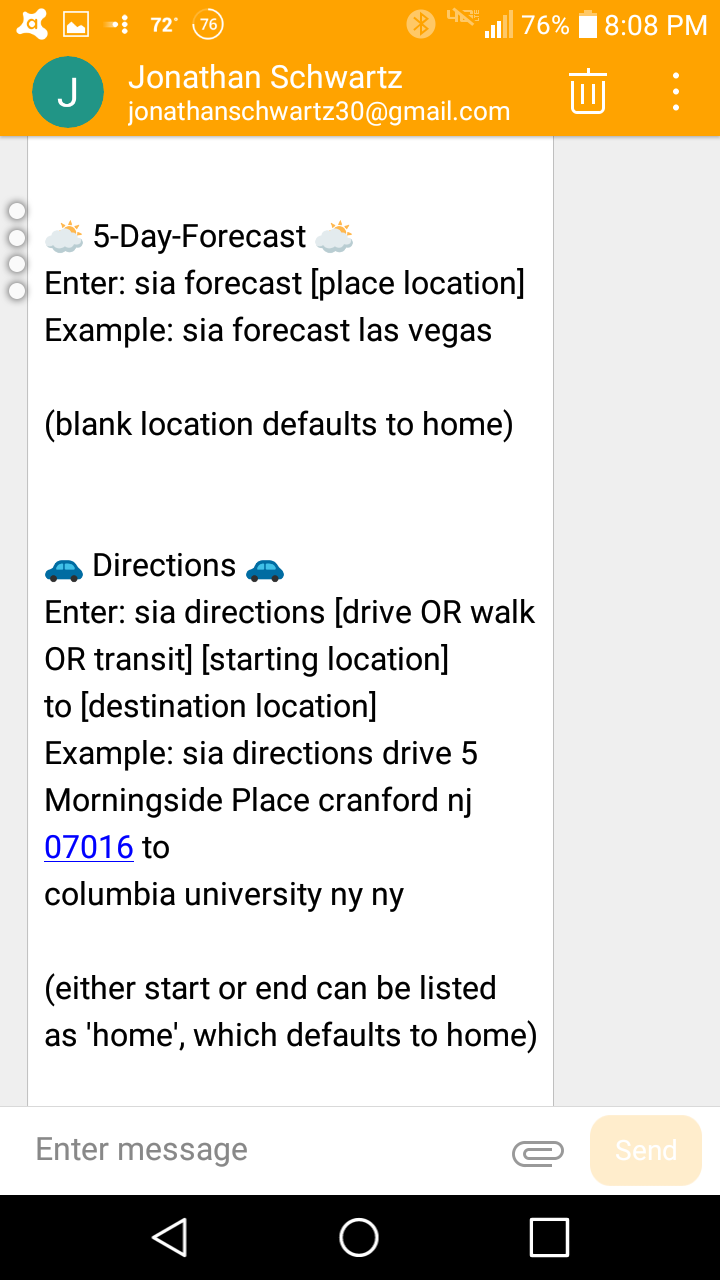 72°
76
76%
8:08 PM
J
Jonathan Schwartz
jonathanschwartz30@gmail.com
5-Day-Forecast
Enter: sia forecast [place location]
Example: sia forecast las vegas
(blank location defaults to home)
Directions
Enter: sia directions [drive OR walk
OR transit] [starting location]
to [destination location]
Example: sia directions drive 5
Morningside Place cranford nj
07016 to
columbia university ny ny
(either start or end can be listed
as 'home', which defaults to home)
Enter message
Send